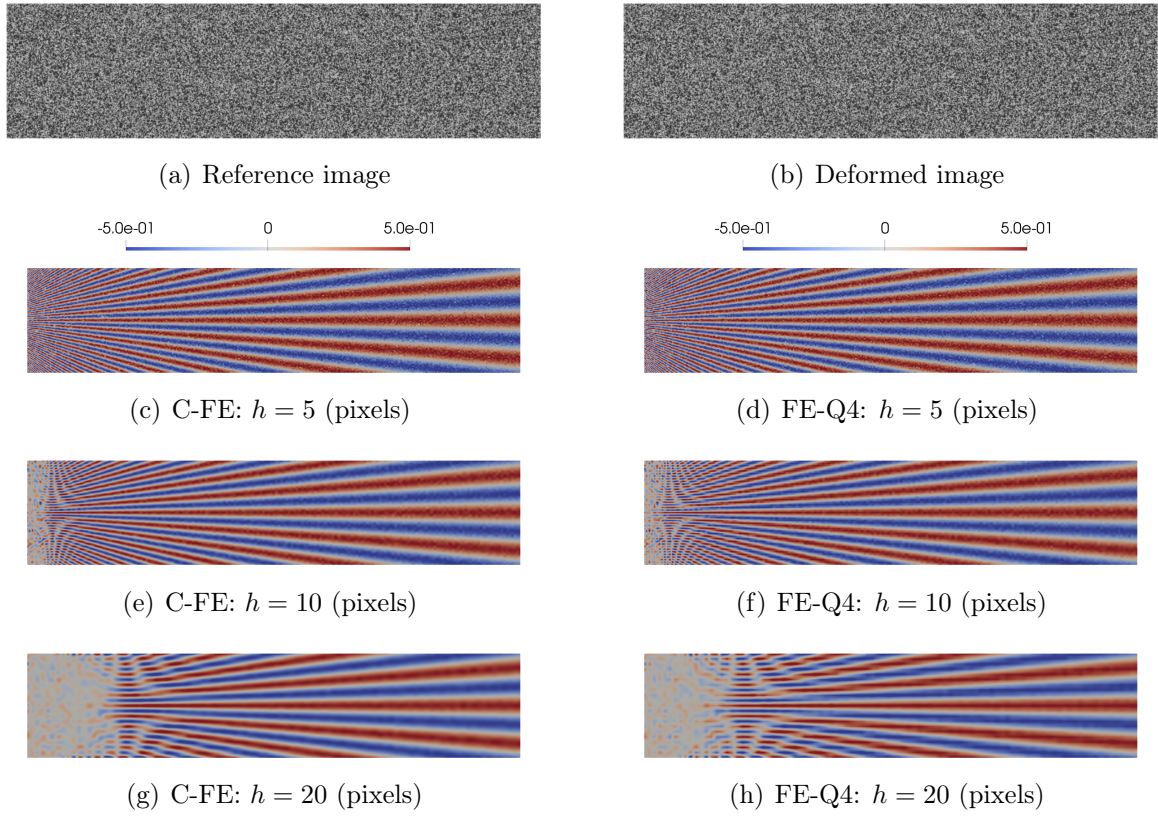 (a) Reference image
(b) Deformed image
-5.0e-01 0 5.0e-01
-5.0e-01 0 5.0e-01
(c) C-FE: h = 5 (pixels)
(d) FE-Q4: h = 5 (pixels)
(e) C-FE: h = 10 (pixels)
(f) FE-Q4: h = 10 (pixels)
(g) C-FE: h = 20 (pixels)
(h) FE-Q4: h = 20 (pixels)